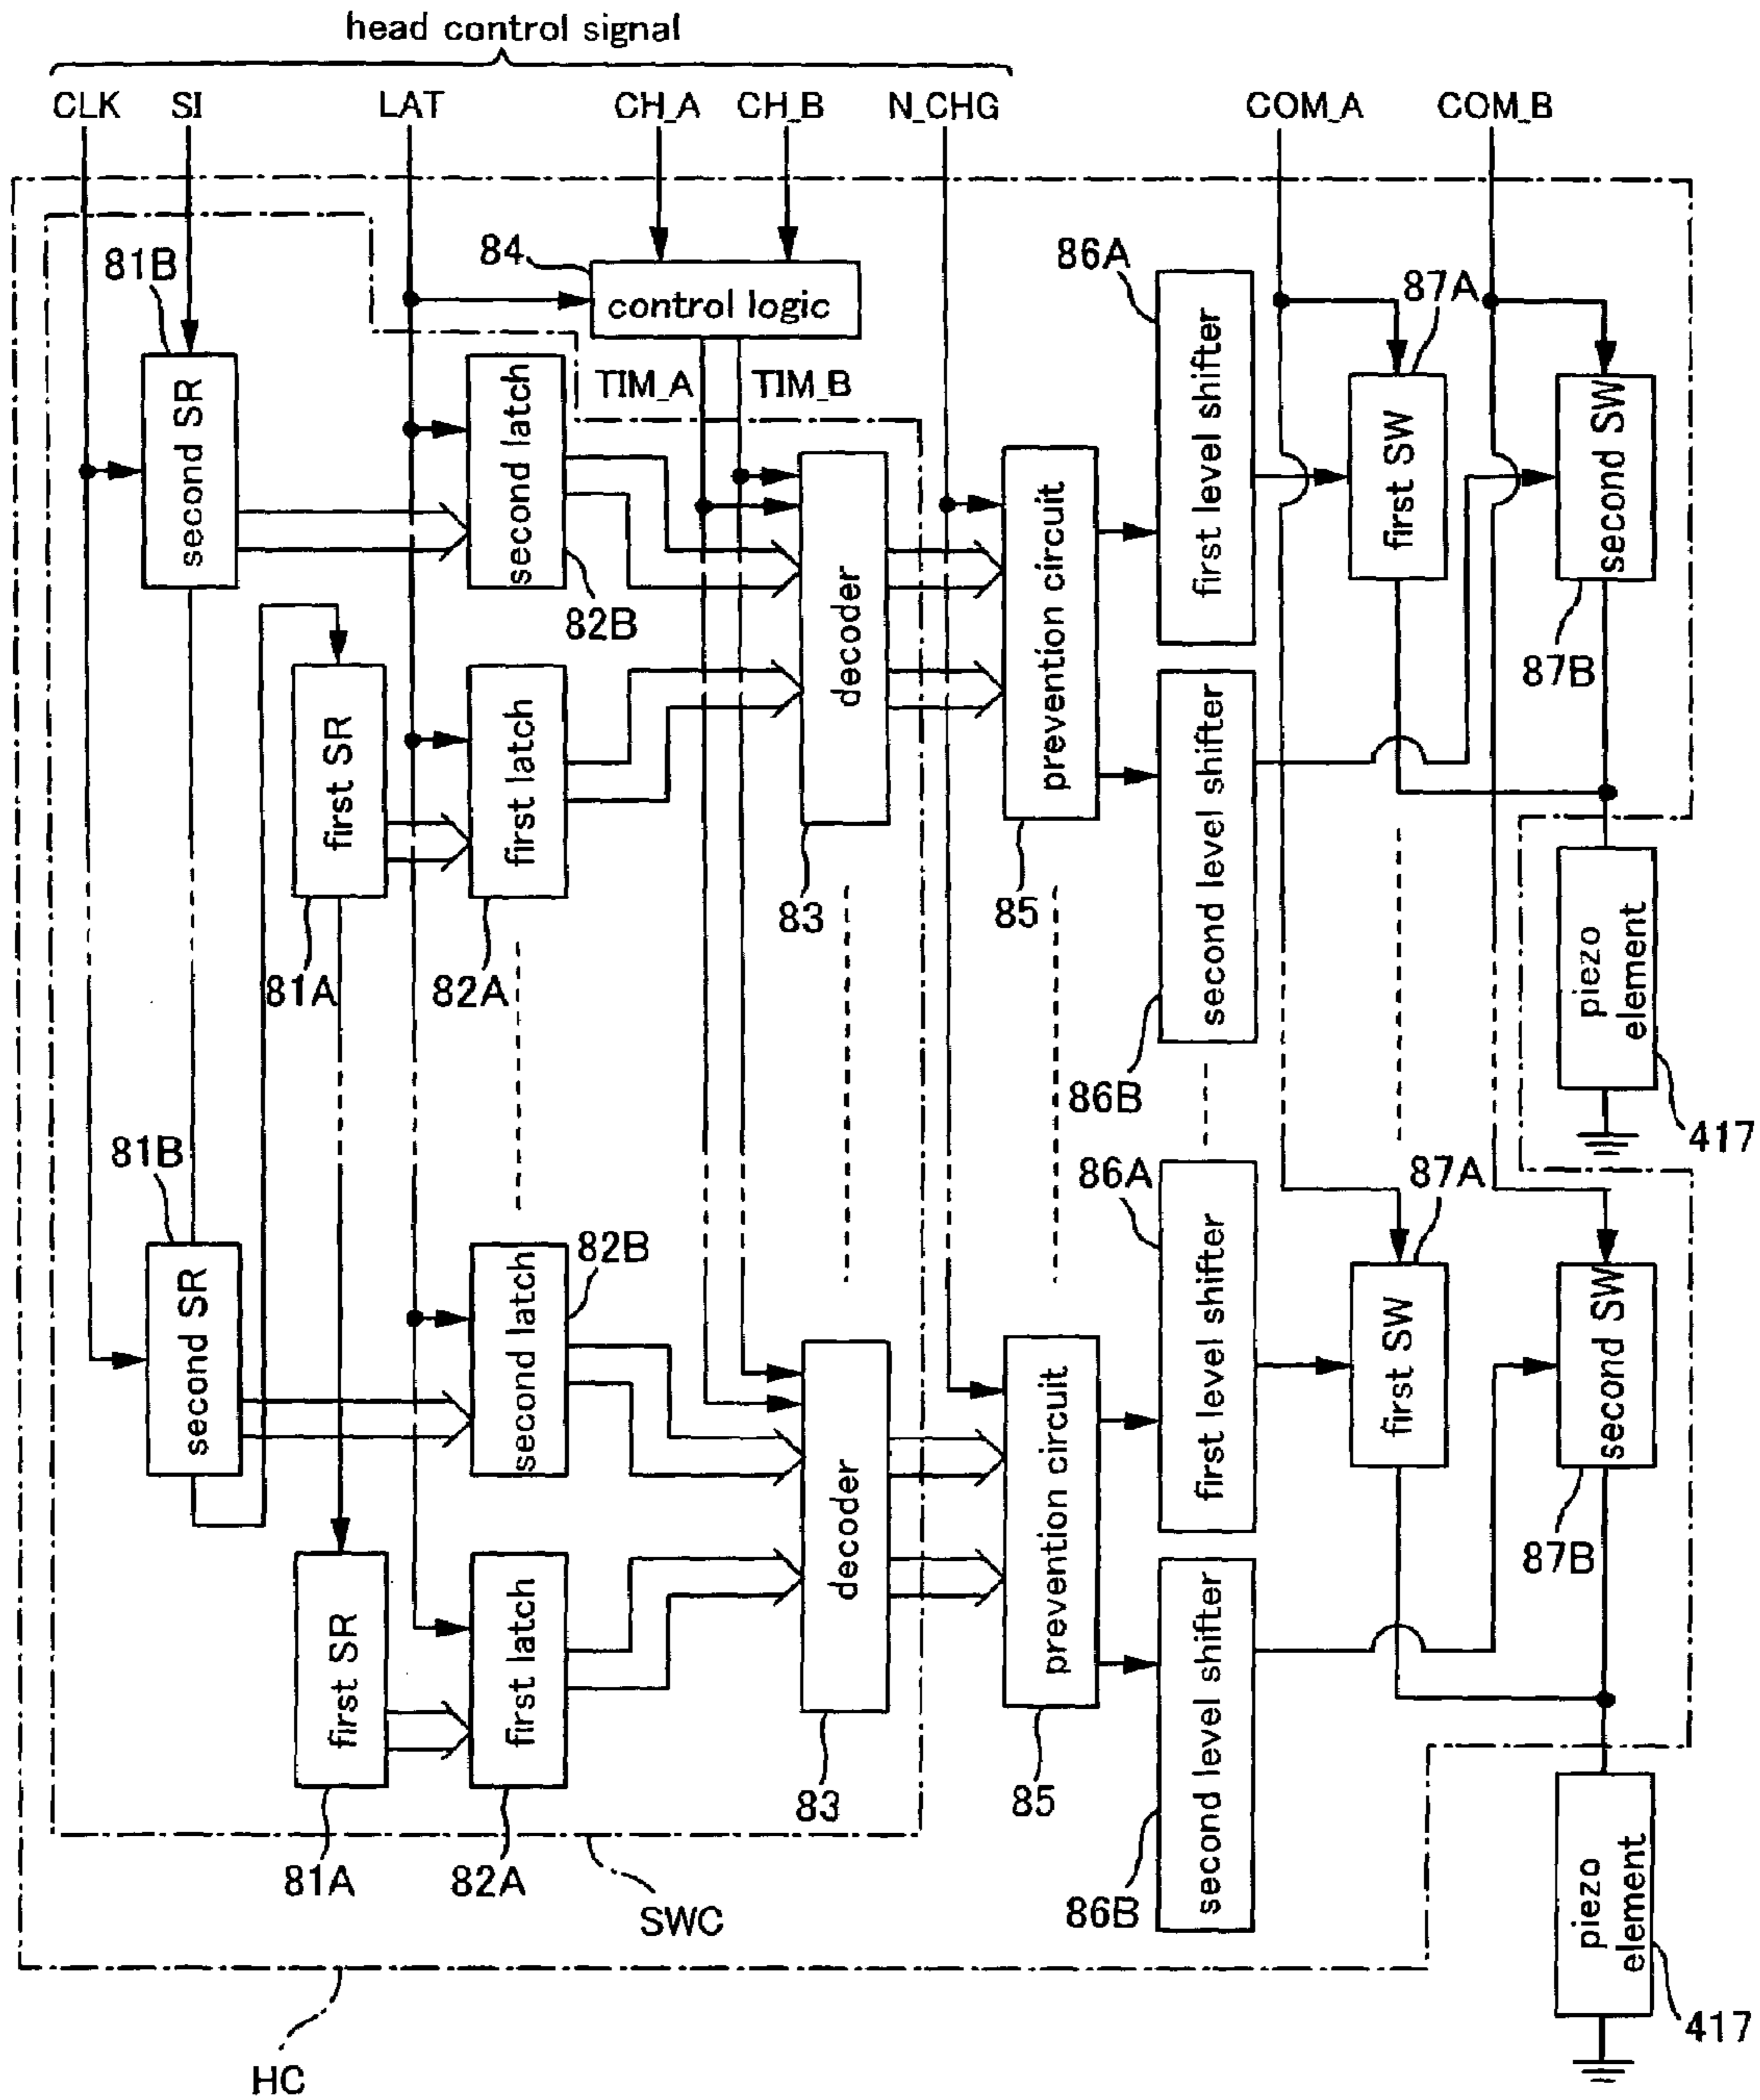 head control signal
CLK SI LAT CH_A CH_B N_CHG COM_A COM_B
81B
84
control logic
86A
87A
second SR
second latch
TIM_A TIM_B
first level shifter
first SW
second SW
82B
decoder
prevention circuit
87B
first SR
first latch
second level shifter
83
85
81A
82A
piezo
element
86B
417
81B
82B
86A
87A
second SR
second latch
first level shifter
first SW
second SW
decoder
prevention circuit
87B
first SR
first latch
second level shifter
83
85
81A
82A
86B
SWC
piezo
element
417
HC